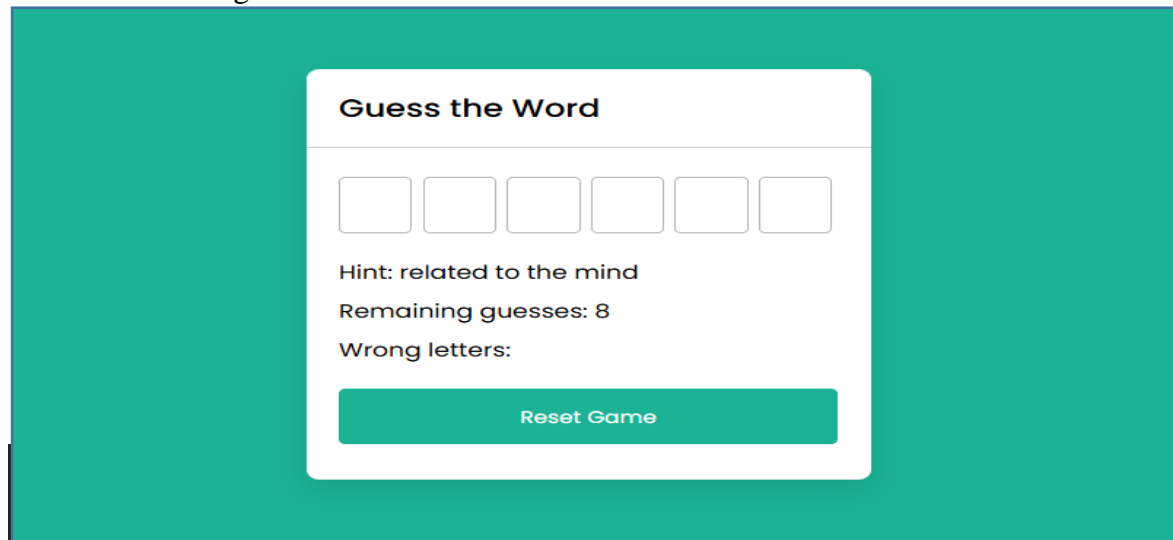 Guess the Word
Hint: related to the mind
Remaining guesses: 8
Wrong letters:
Reset Game